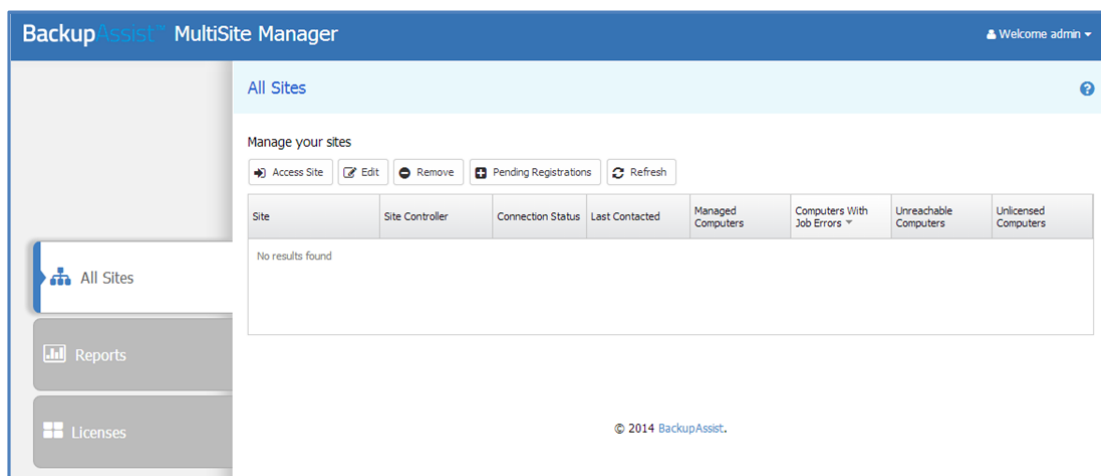 BackupAssist™ MultiSite Manager
Welcome admin
All Sites
Manage your sites
Access Site Edit Remove Pending Registrations Refresh
Site Site Controller Connection Status Last Contacted Managed Computers Computers With Job Errors Unreachable Computers Unlicensed Computers
No results found
All Sites
Reports
Licenses
© 2014 BackupAssist.